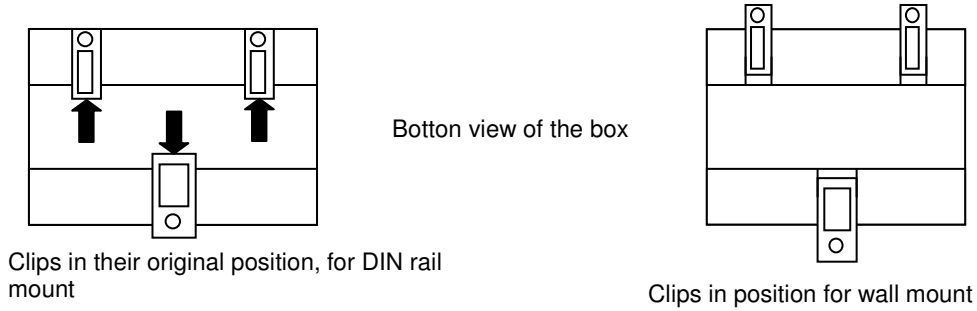 Botton view of the box
Clips in their original position, for DIN rail
mount
Clips in position for wall mount